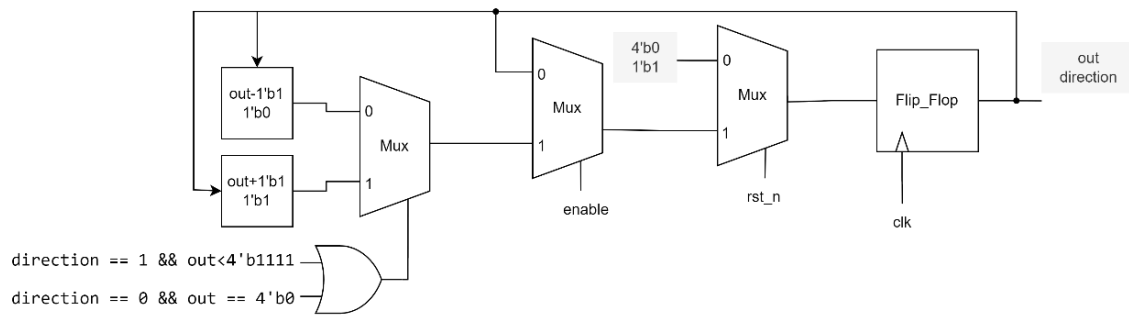 4'b0
1'b1
0
1
Mux
rst_n
out
direction
Flip_Flop
clk
0
1
Mux
enable
out-1'b1
1'b0
out+1'b1
1'b1
0
1
Mux
direction == 1 && out<4'b1111
direction == 0 && out == 4'b0